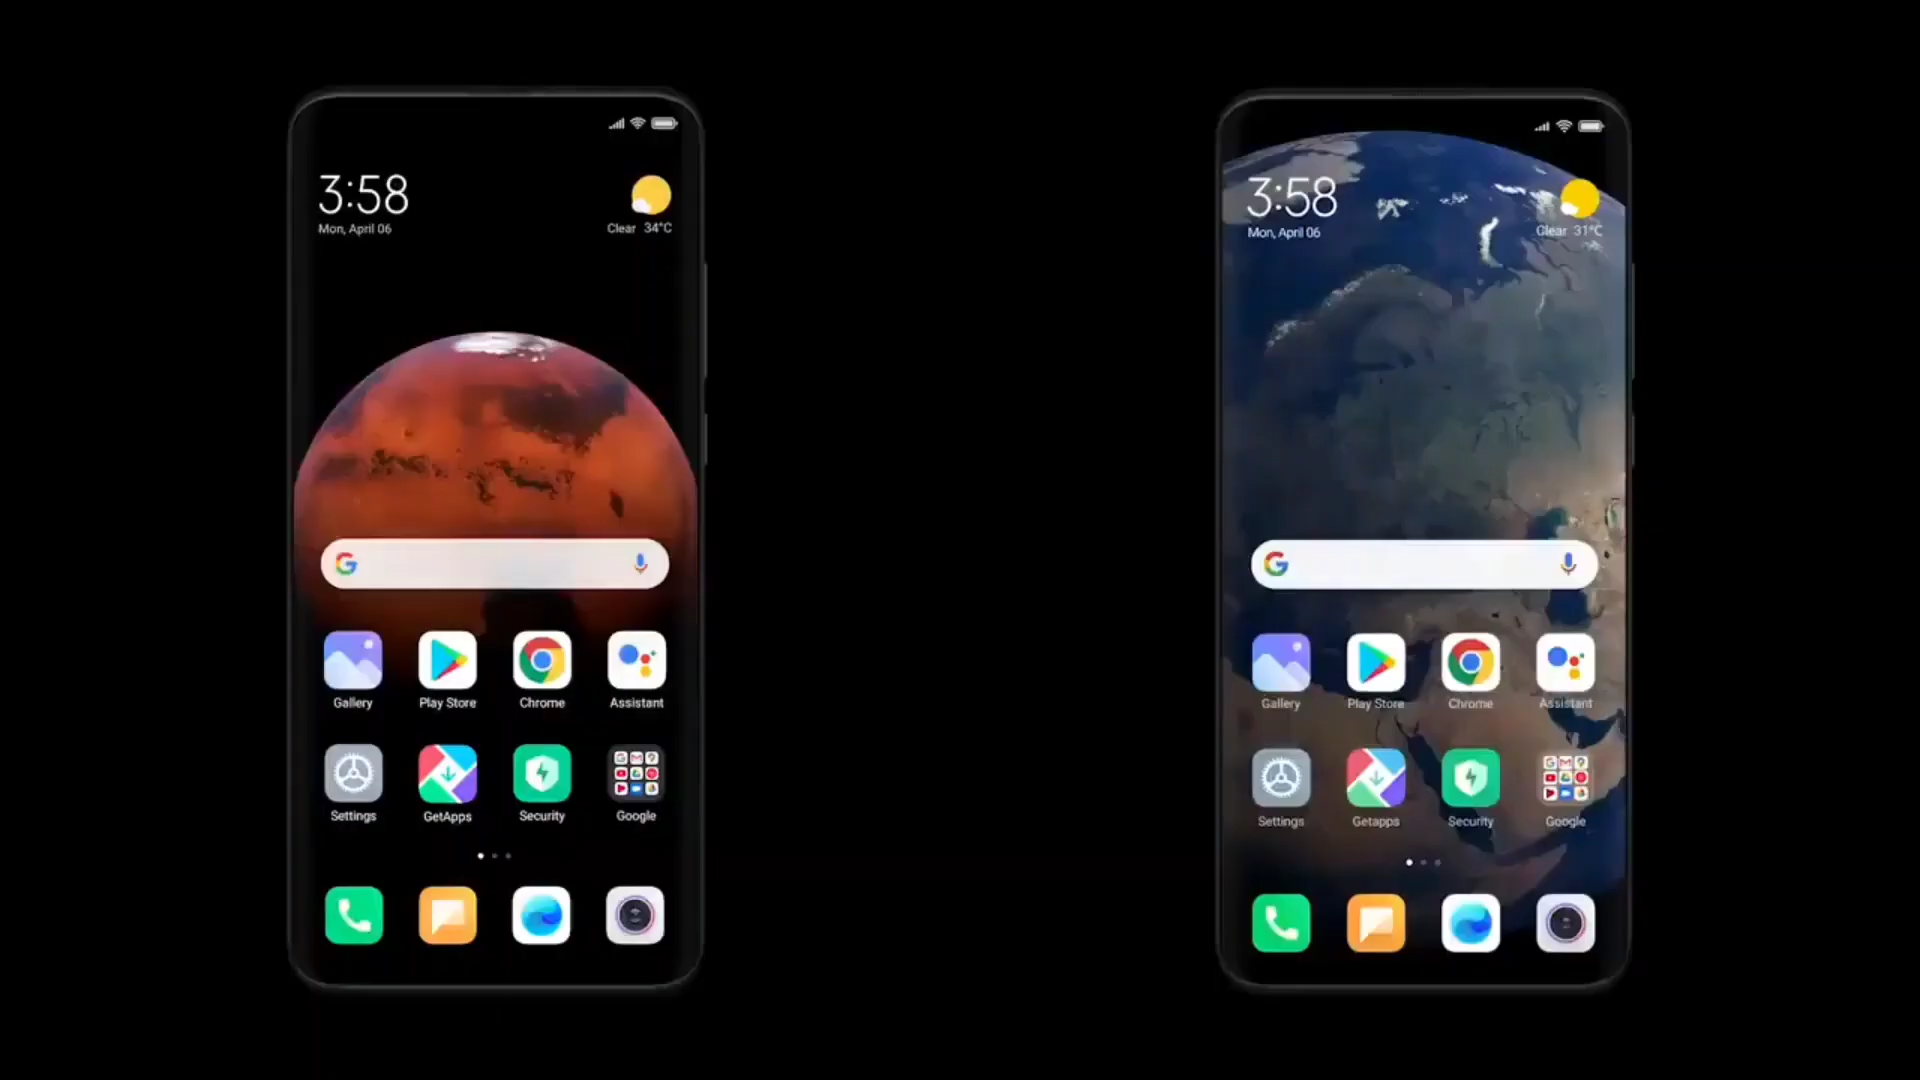 3:58
Mon, April 06
Clear 34°C
Gallery
Play Store
Chrome
Assistant
Settings
GetApps
Security
Google
3:58
Mon, April 06
Clear 31°C
Gallery
Play Store
Chrome
Assistant
Settings
Getapps
Security
Google